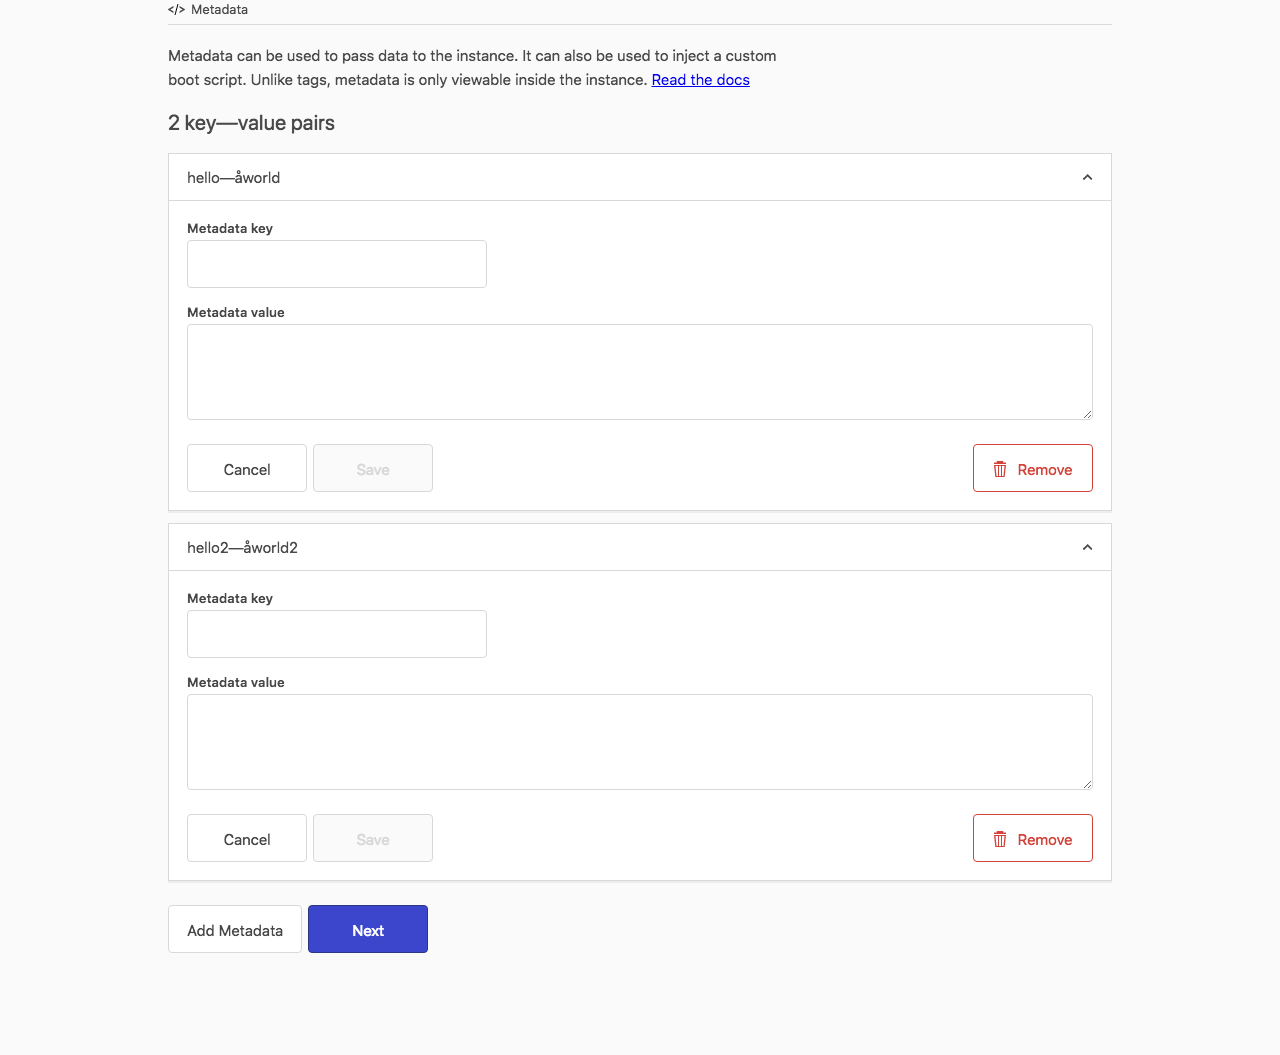 </> Metadata
Metadata can be used to pass data to the instance. It can also be used to inject a custom
boot script. Unlike tags, metadata is only viewable inside the instance. Read the docs
2 key—value pairs
hello—åworld
Metadata key
Metadata value
Cancel Save Remove
hello2—åworld2
Metadata key
Metadata value
Cancel Save Remove
Add Metadata Next